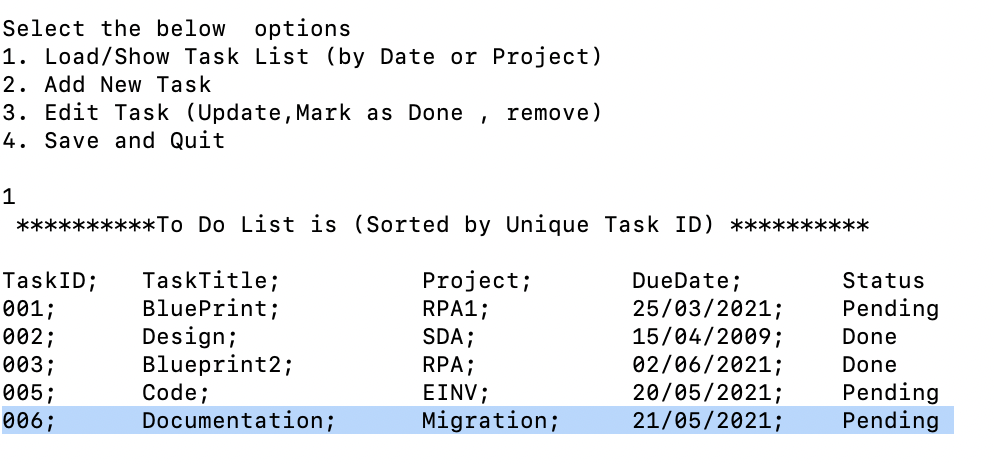 Select the below  options
1. Load/Show Task List (by Date or Project)
2. Add New Task
3. Edit Task (Update,Mark as Done , remove)
4. Save and Quit
1
**********To Do List is (Sorted by Unique Task ID) **********
TaskID;   TaskTitle;          Project;       DueDate;       Status
001;      BluePrint;          RPA1;          25/03/2021;    Pending
002;      Design;             SDA;           15/04/2009;    Done
003;      Blueprint2;         RPA;           02/06/2021;    Done
005;      Code;               EINV;          20/05/2021;    Pending
006;      Documentation;      Migration;     21/05/2021;    Pending